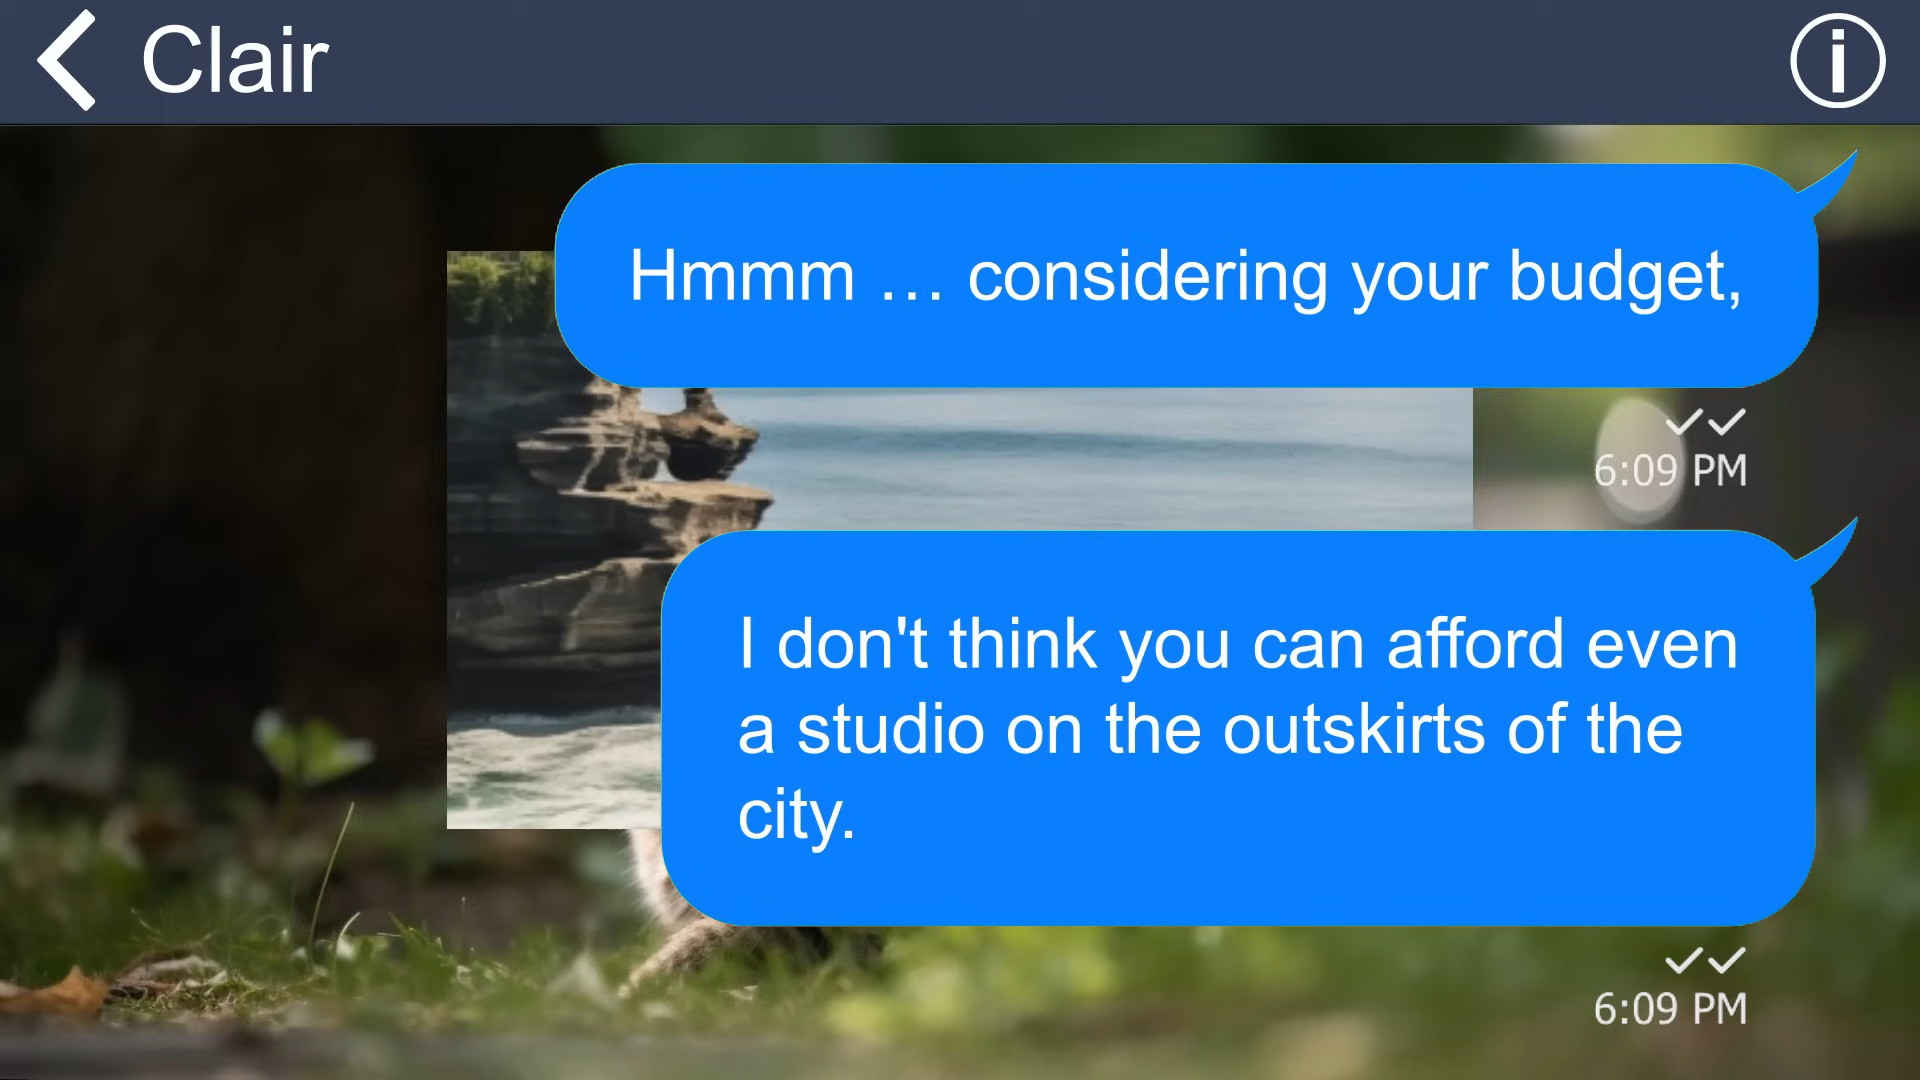 Clair
Hmmm … considering your budget,
6:09 PM
I don't think you can afford even
a studio on the outskirts of the
city.
6:09 PM